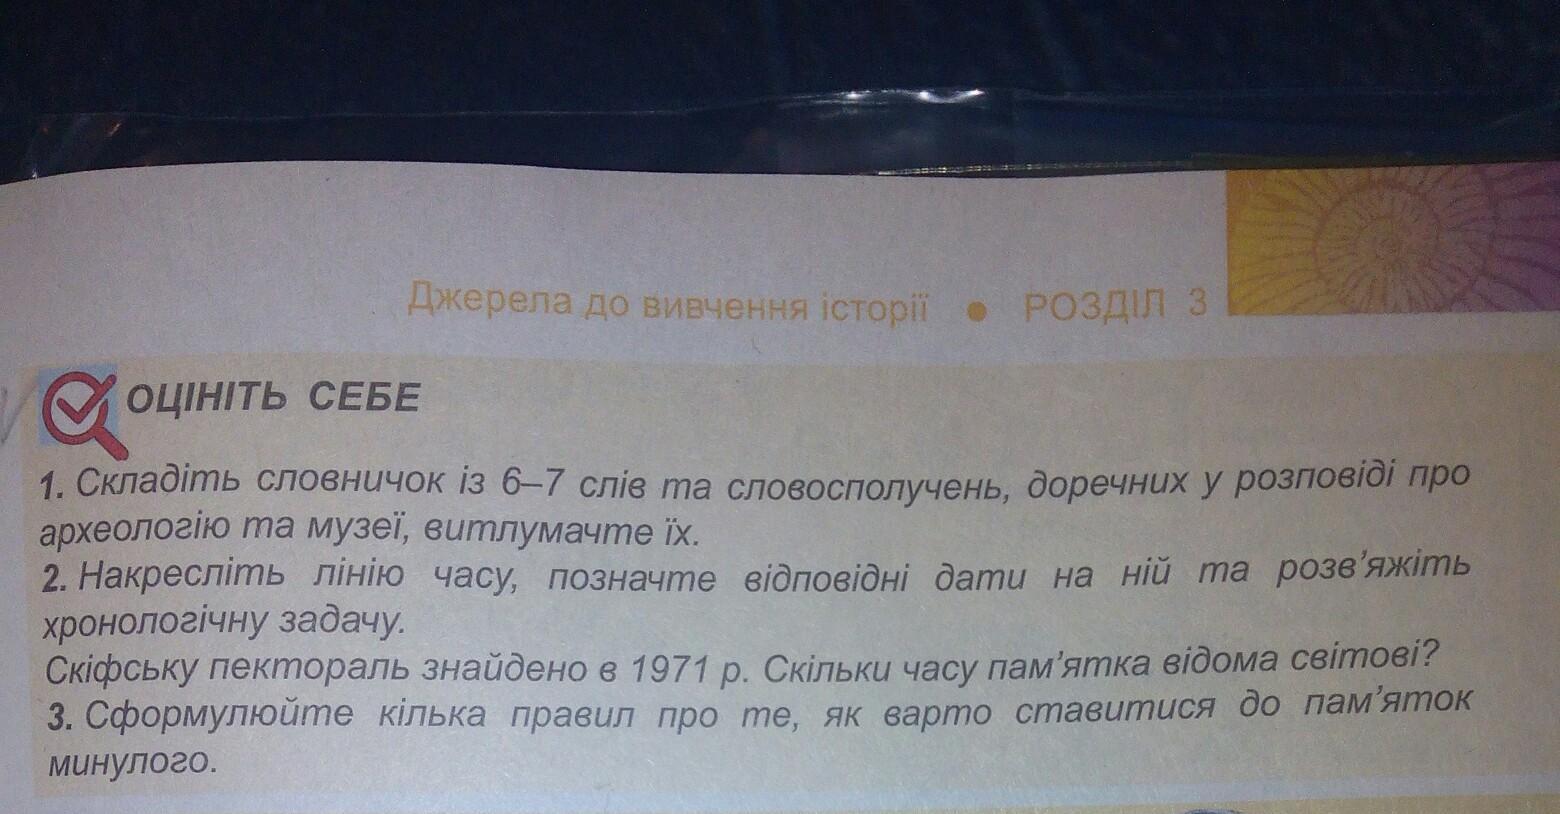 Джерела до вивчення історії • РОЗДІЛ 3
ОЦІНІТЬ СЕБЕ
1. Складіть словничок із 6–7 слів та словосполучень, доречних у розповіді про
археологію та музеї, витлумачте їх.
2. Накресліть лінію часу, позначте відповідні дати на ній та розв’яжіть
хронологічну задачу.
Скіфську пектораль знайдено в 1971 р. Скільки часу пам’ятка відома світові?
3. Сформулюйте кілька правил про те, як варто ставитися до пам’яток
минулого.